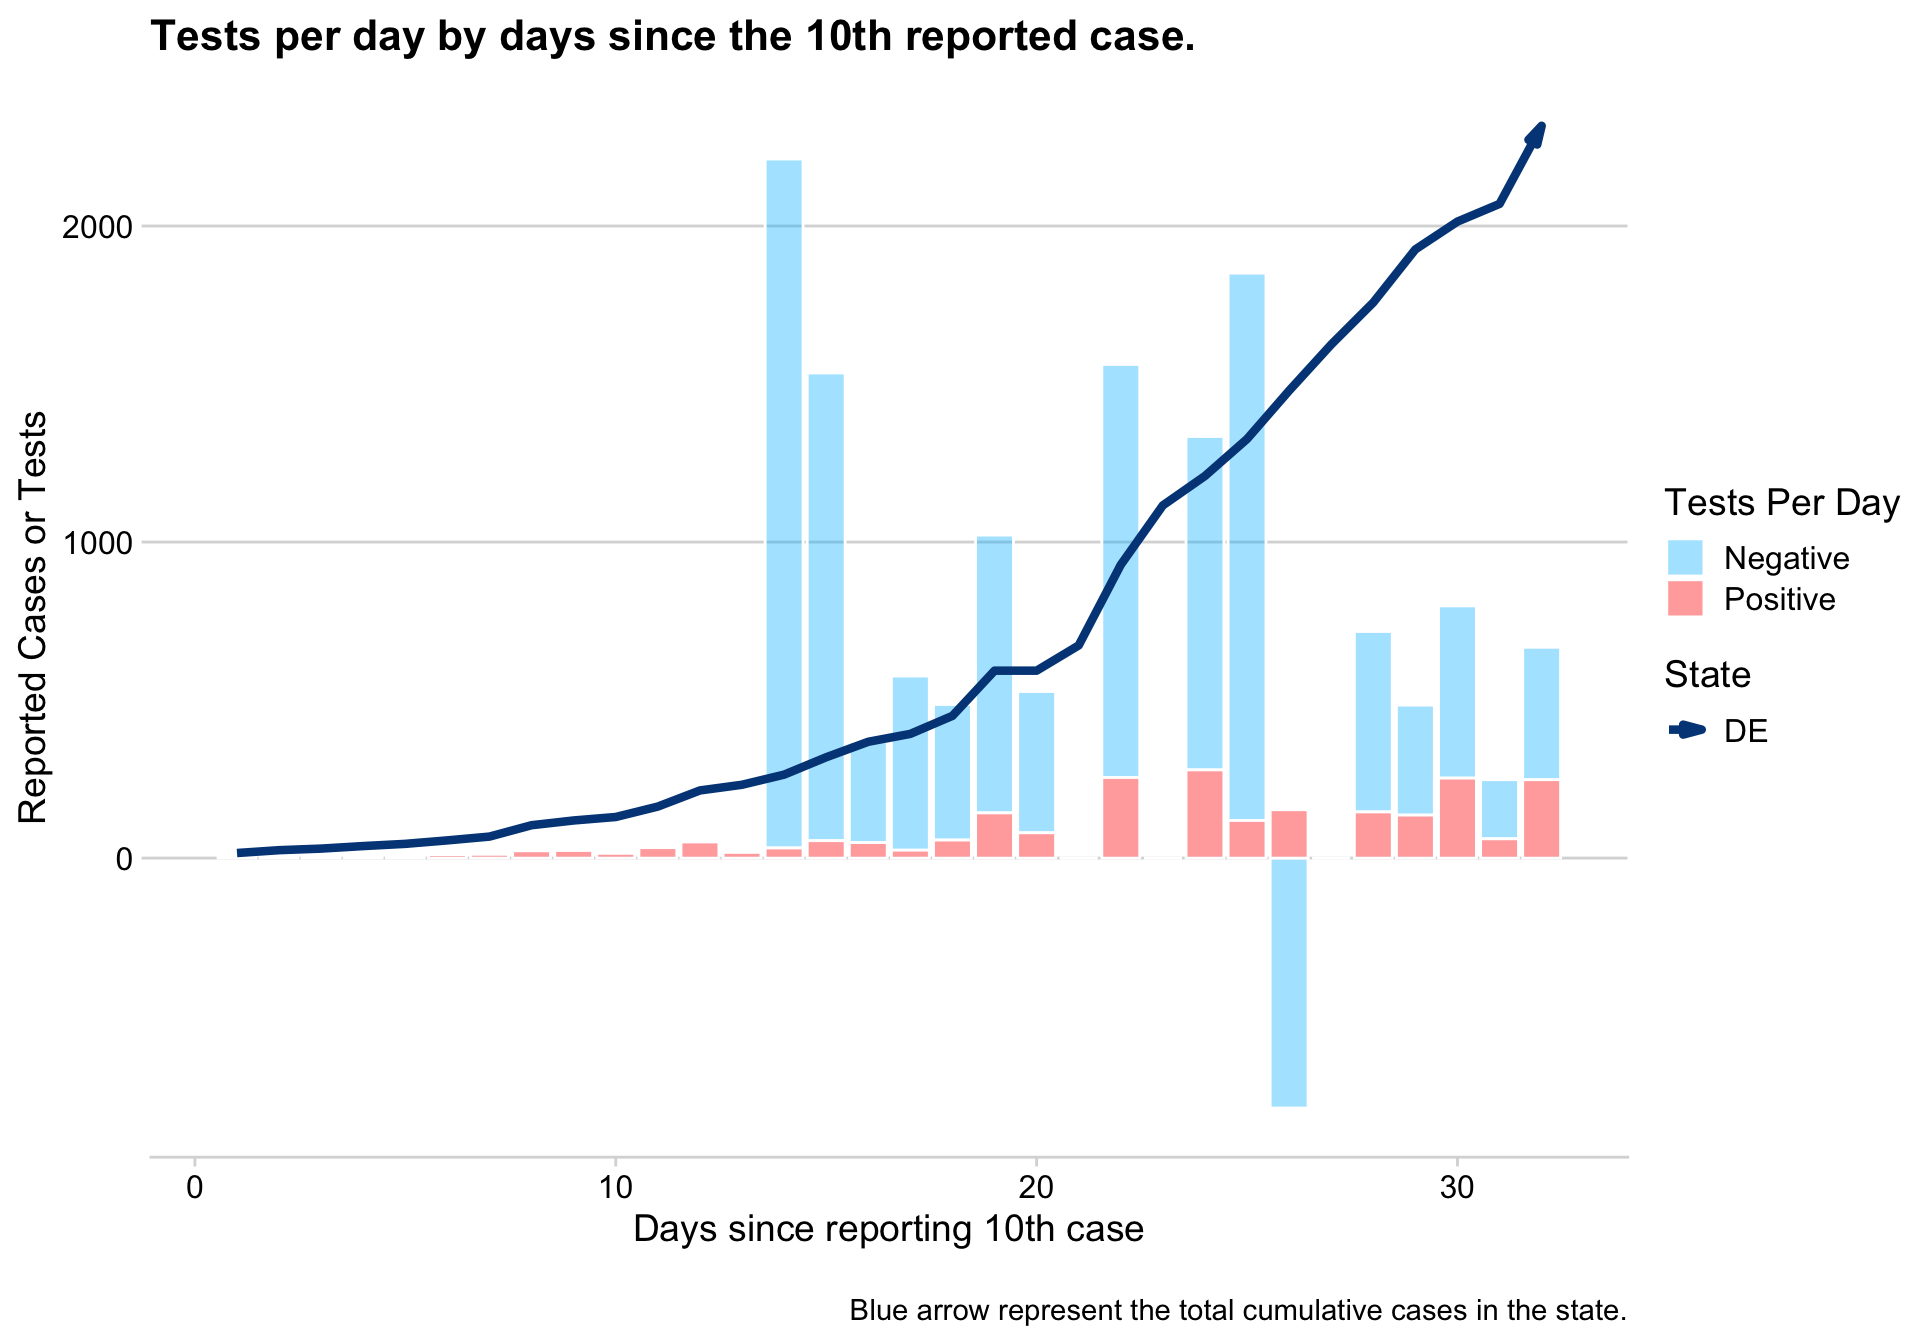 Tests per day by days since the 10th reported case.
2000
1000
0
Reported Cases or Tests
0 10 20 30
Days since reporting 10th case
Tests Per Day
Negative
Positive
State
DE
Blue arrow represent the total cumulative cases in the state.